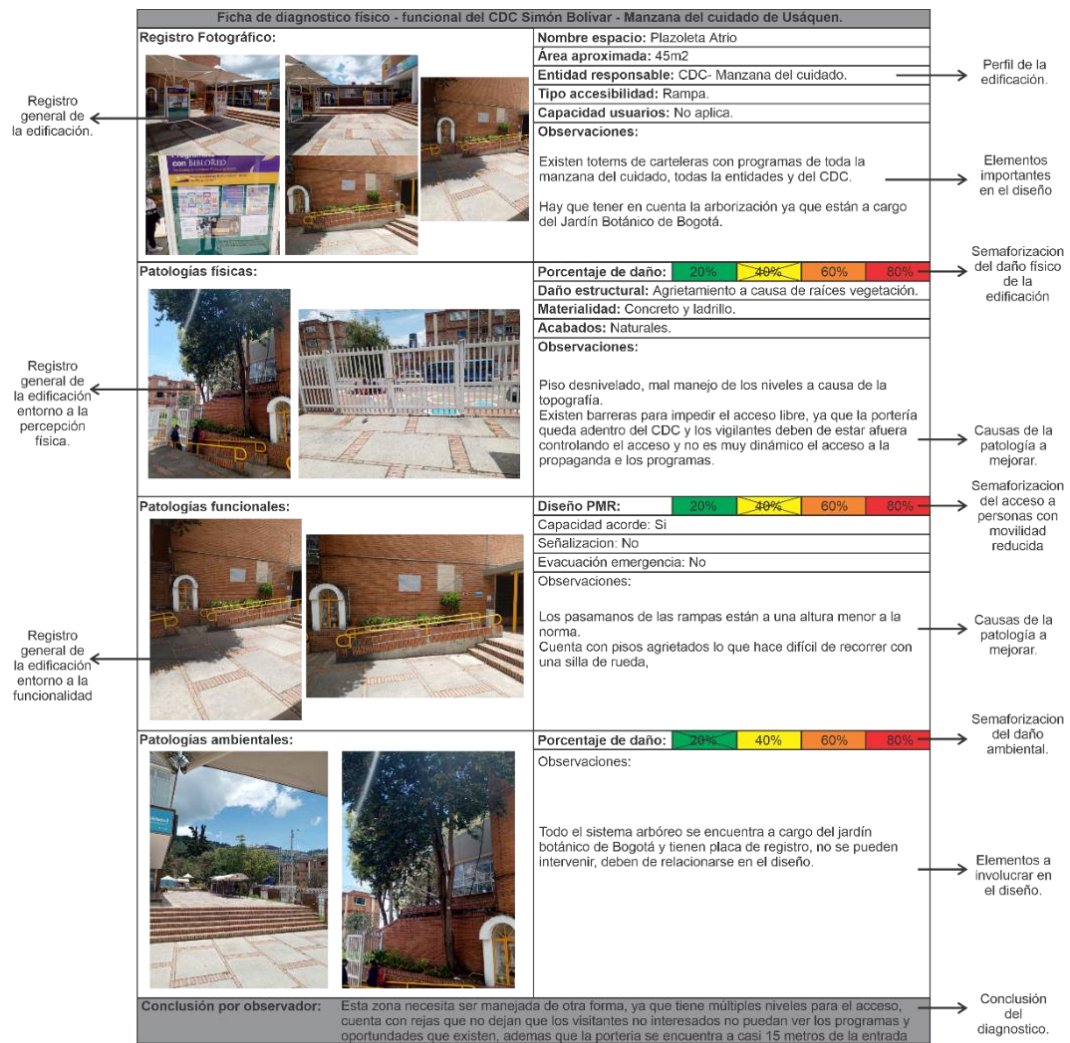 Ficha de diagnostico físico - funcional del CDC Simón Bolívar - Manzana del cuidado de Usáquen.
Registro Fotográfico:
Registro
general de
la edificación.
con BIBLORED
Nombre espacio: Plazoleta Atrio
Área aproximada: 45m2
Entidad responsable: CDC- Manzana del cuidado.
Tipo accesibilidad: Rampa.
Capacidad usuarios: No aplica.
Observaciones:
Existen totems de carteleras con programas de toda la
manzana del cuidado, todas la entidades y del CDC.
Hay que tener en cuenta la arborización ya que están a cargo
del Jardín Botánico de Bogotá.
Perfil de la
edificación.
Elementos
importantes
en el diseño
Patologías físicas:
Registro
general de
la edificación
entorno a la
percepción
física.
Porcentaje de daño: 20% 40% 60% 80%
Daño estructural: Agrietamiento a causa de raíces vegetación.
Materialidad: Concreto y ladrillo.
Acabados: Naturales.
Observaciones:
Piso desnivelado, mal manejo de los niveles a causa de la
topografía.
Existen barreras para impedir el acceso libre, ya que la portería
queda adentro del CDC y los vigilantes deben de estar afuera
controlando el acceso y no es muy dinámico el acceso a la
propaganda e los programas.
Semaforizacion
del daño físico
de la
edificación
Causas de la
patología a
mejorar.
Patologías funcionales:
Registro
general de
la edificación
entorno a la
funcionalidad
Diseño PMR: 20% 40% 60% 80%
Capacidad acorde: Si
Señalizacion: No
Evacuación emergencia: No
Observaciones:
Los pasamanos de las rampas están a una altura menor a la
norma.
Cuenta con pisos agrietados lo que hace difícil de recorrer con
una silla de rueda,
Semaforizacion
del acceso a
personas con
movilidad
reducida
Causas de la
patología a
mejorar.
Patologías ambientales:
Porcentaje de daño: 20% 40% 60% 80%
Observaciones:
Todo el sistema arbóreo se encuentra a cargo del jardín
botánico de Bogotá y tienen placa de registro, no se pueden
intervenir, deben de relacionarse en el diseño.
Semaforizacion
del daño
ambiental.
Elementos a
involucrar en
el diseño.
Conclusión por observador: Esta zona necesita ser manejada de otra forma, ya que tiene múltiples niveles para el acceso,
cuenta con rejas que no dejan que los visitantes no interesados no puedan ver los programas y
oportundades que existen, ademas que la porteria se encuentra a casi 15 metros de la entrada
Conclusión
del
diagnostico.